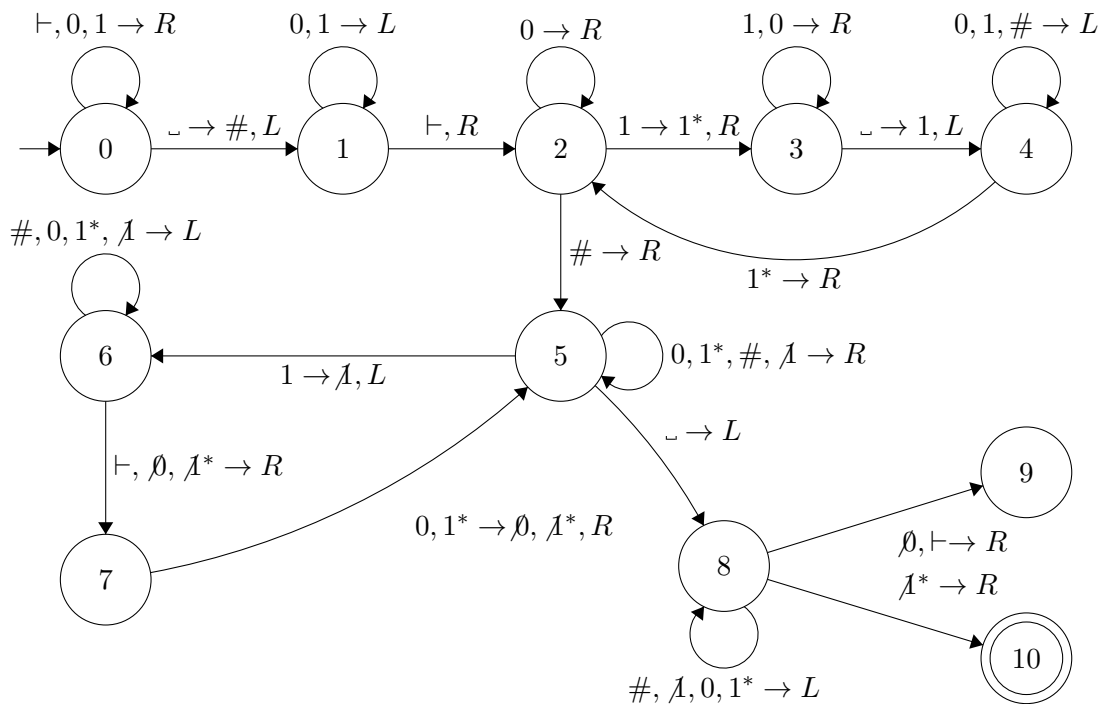 ⊢, 0, 1 → R
0, 1 → L
0 → R
1, 0 → R
0, 1, # → L
0
␣ → #, L
1
⊢, R
2
1 → 1*, R
3
␣ → 1, L
4
#, 0, 1*, 1̸ → L
# → R
1* → R
6
1 → 1̸, L
5
0, 1*, #, 1̸ → R
␣ → L
⊢, 0̸, 1̸* → R
9
0, 1* → 0̸, 1̸*, R
0̸, ⊢ → R
7
8
1̸* → R
10
#, 1̸, 0, 1* → L